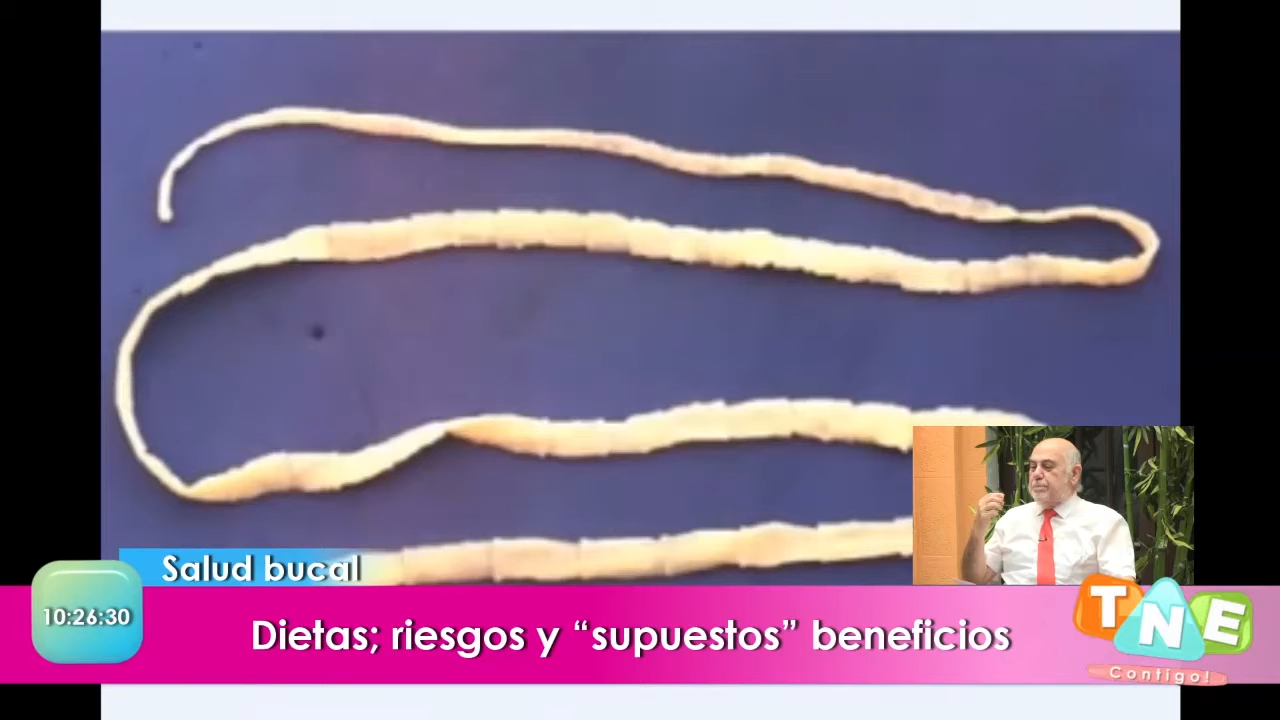 Salud bucal
10:26:30
Dietas; riesgos y “supuestos” beneficios
TNE
Contigo!